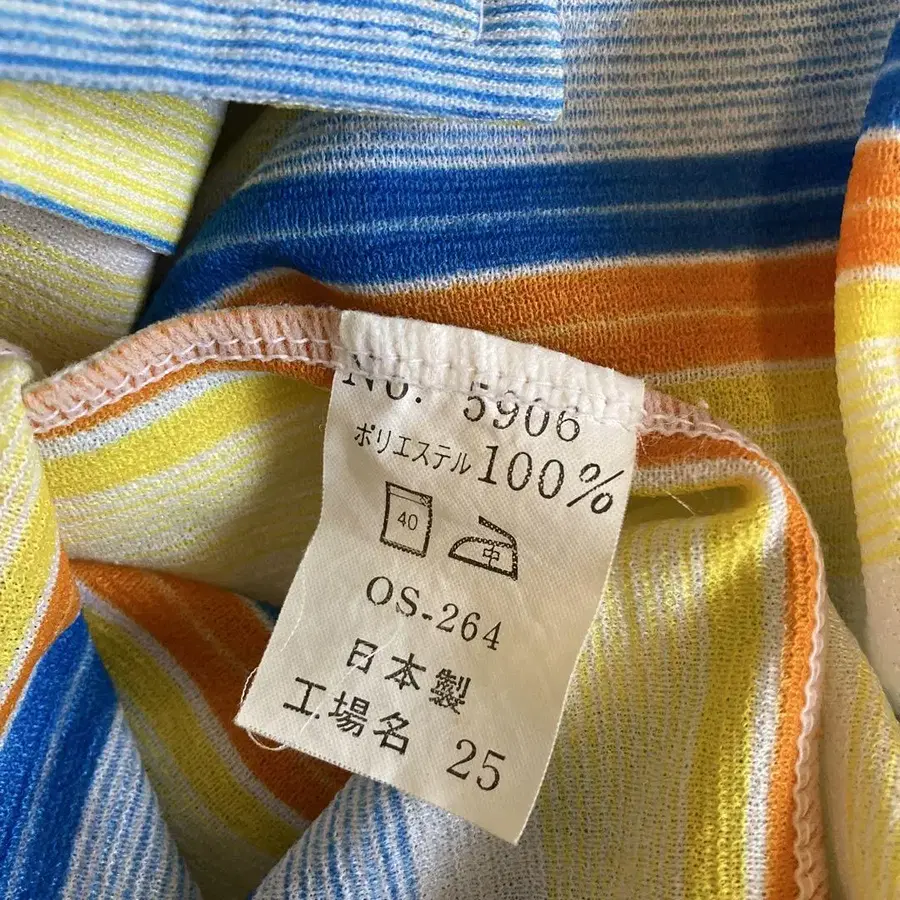 No. 5906
ポリエステル100%
40 中
OS-264
日本製
工場名 25